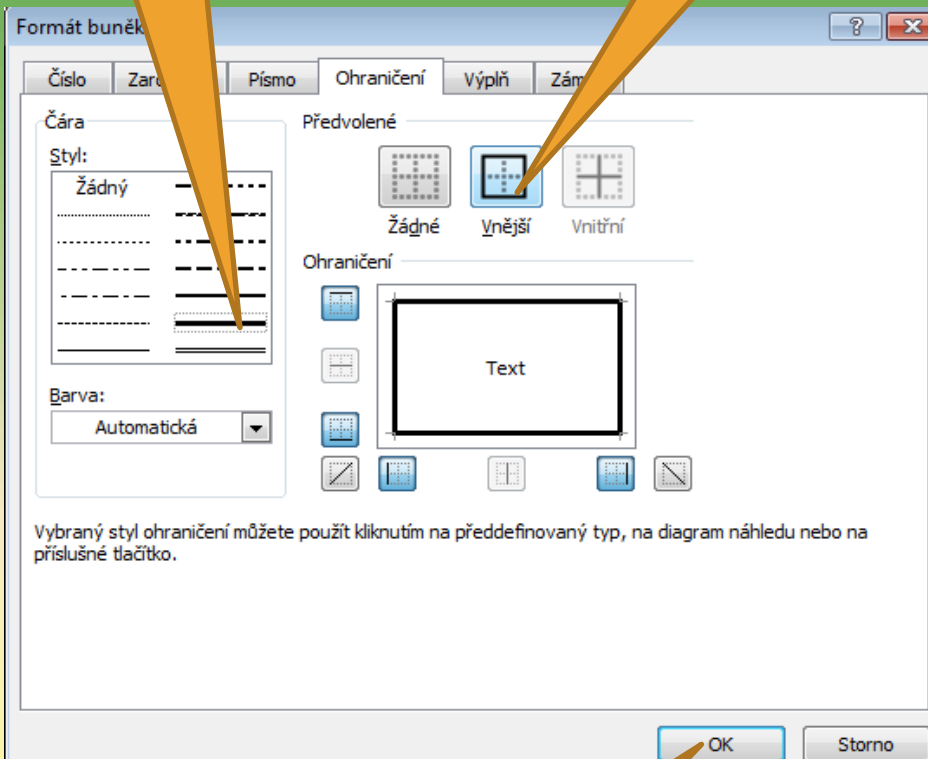 Formát buněk
Číslo Písmo Ohraničení Výplň
Čára
Styl:
Žádný
Barva:
Automatická
Předvolené
Žádné Vnější Vnitřní
Ohraničení
Text
Vybraný styl ohraničení můžete použít kliknutím na předdefinovaný typ, na diagram náhledu nebo na
příslušné tlačítko.
OK Storno